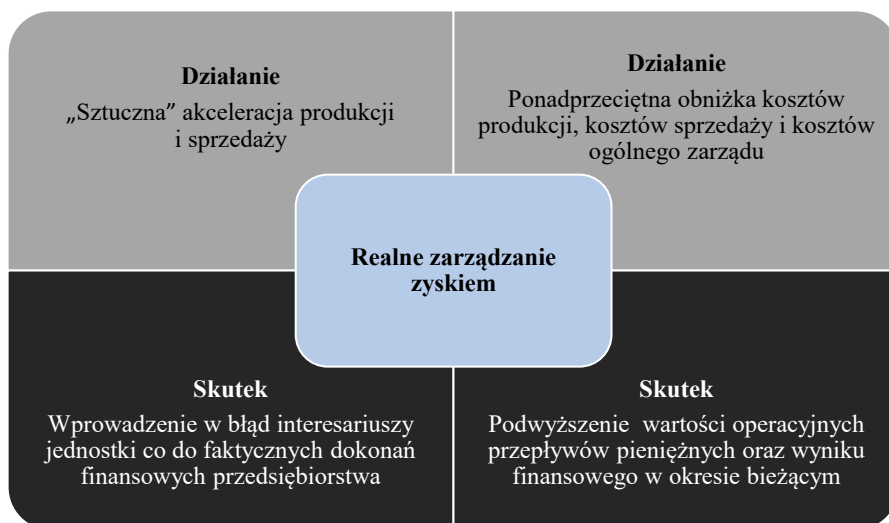 Działanie
„Sztuczna” akceleracja produkcji
i sprzedaży
Działanie
Ponadprzeciętna obniżka kosztów
produkcji, kosztów sprzedaży i kosztów
ogólnego zarządu
Realne zarządzanie
zyskiem
Skutek
Wprowadzenie w błąd interesariuszy
jednostki co do faktycznych dokonań
finansowych przedsiębiorstwa
Skutek
Podwyższenie wartości operacyjnych
przepływów pieniężnych oraz wyniku
finansowego w okresie bieżącym